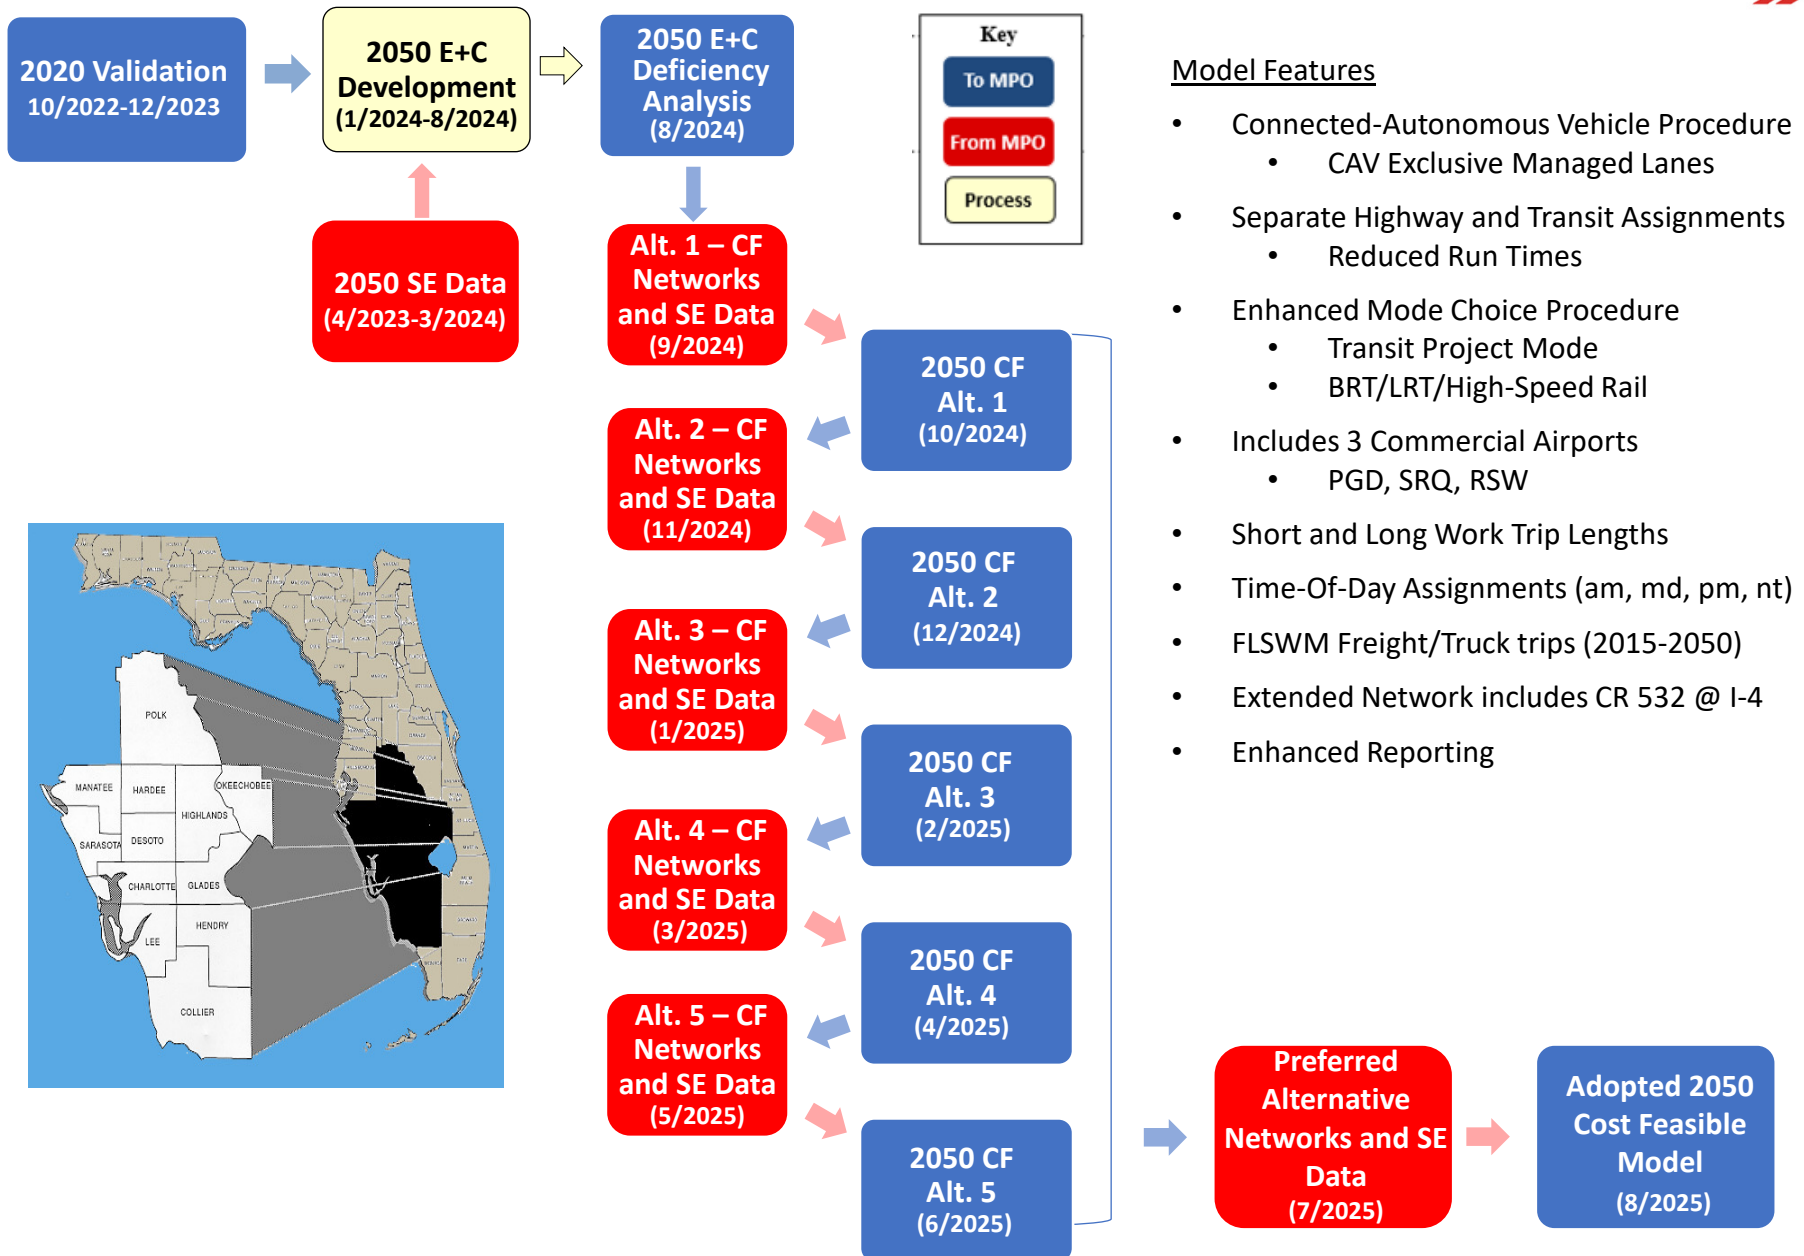 2020 Validation
10/2022-12/2023
2050 E+C
Development
(1/2024-8/2024)
2050 E+C
Deficiency
Analysis
(8/2024)
2050 SE Data
(4/2023-3/2024)
Key
To MPO
From MPO
Process
Alt. 1 – CF
Networks
and SE Data
(9/2024)
2050 CF
Alt. 1
(10/2024)
Alt. 2 – CF
Networks
and SE Data
(11/2024)
2050 CF
Alt. 2
(12/2024)
Alt. 3 – CF
Networks
and SE Data
(1/2025)
2050 CF
Alt. 3
(2/2025)
Alt. 4 – CF
Networks
and SE Data
(3/2025)
2050 CF
Alt. 4
(4/2025)
Alt. 5 – CF
Networks
and SE Data
(5/2025)
2050 CF
Alt. 5
(6/2025)
Preferred
Alternative
Networks and SE
Data
(7/2025)
Adopted 2050
Cost Feasible
Model
(8/2025)
Model Features
• Connected-Autonomous Vehicle Procedure
• CAV Exclusive Managed Lanes
• Separate Highway and Transit Assignments
• Reduced Run Times
• Enhanced Mode Choice Procedure
• Transit Project Mode
• BRT/LRT/High-Speed Rail
• Includes 3 Commercial Airports
• PGD, SRQ, RSW
• Short and Long Work Trip Lengths
• Time-Of-Day Assignments (am, md, pm, nt)
• FLSWM Freight/Truck trips (2015-2050)
• Extended Network includes CR 532 @ I-4
• Enhanced Reporting
POLK
MANATEE
HARDEE
OKEECHOBEE
HIGHLANDS
SARASOTA
DESOTO
CHARLOTTE
GLADES
LEE
HENDRY
COLLIER